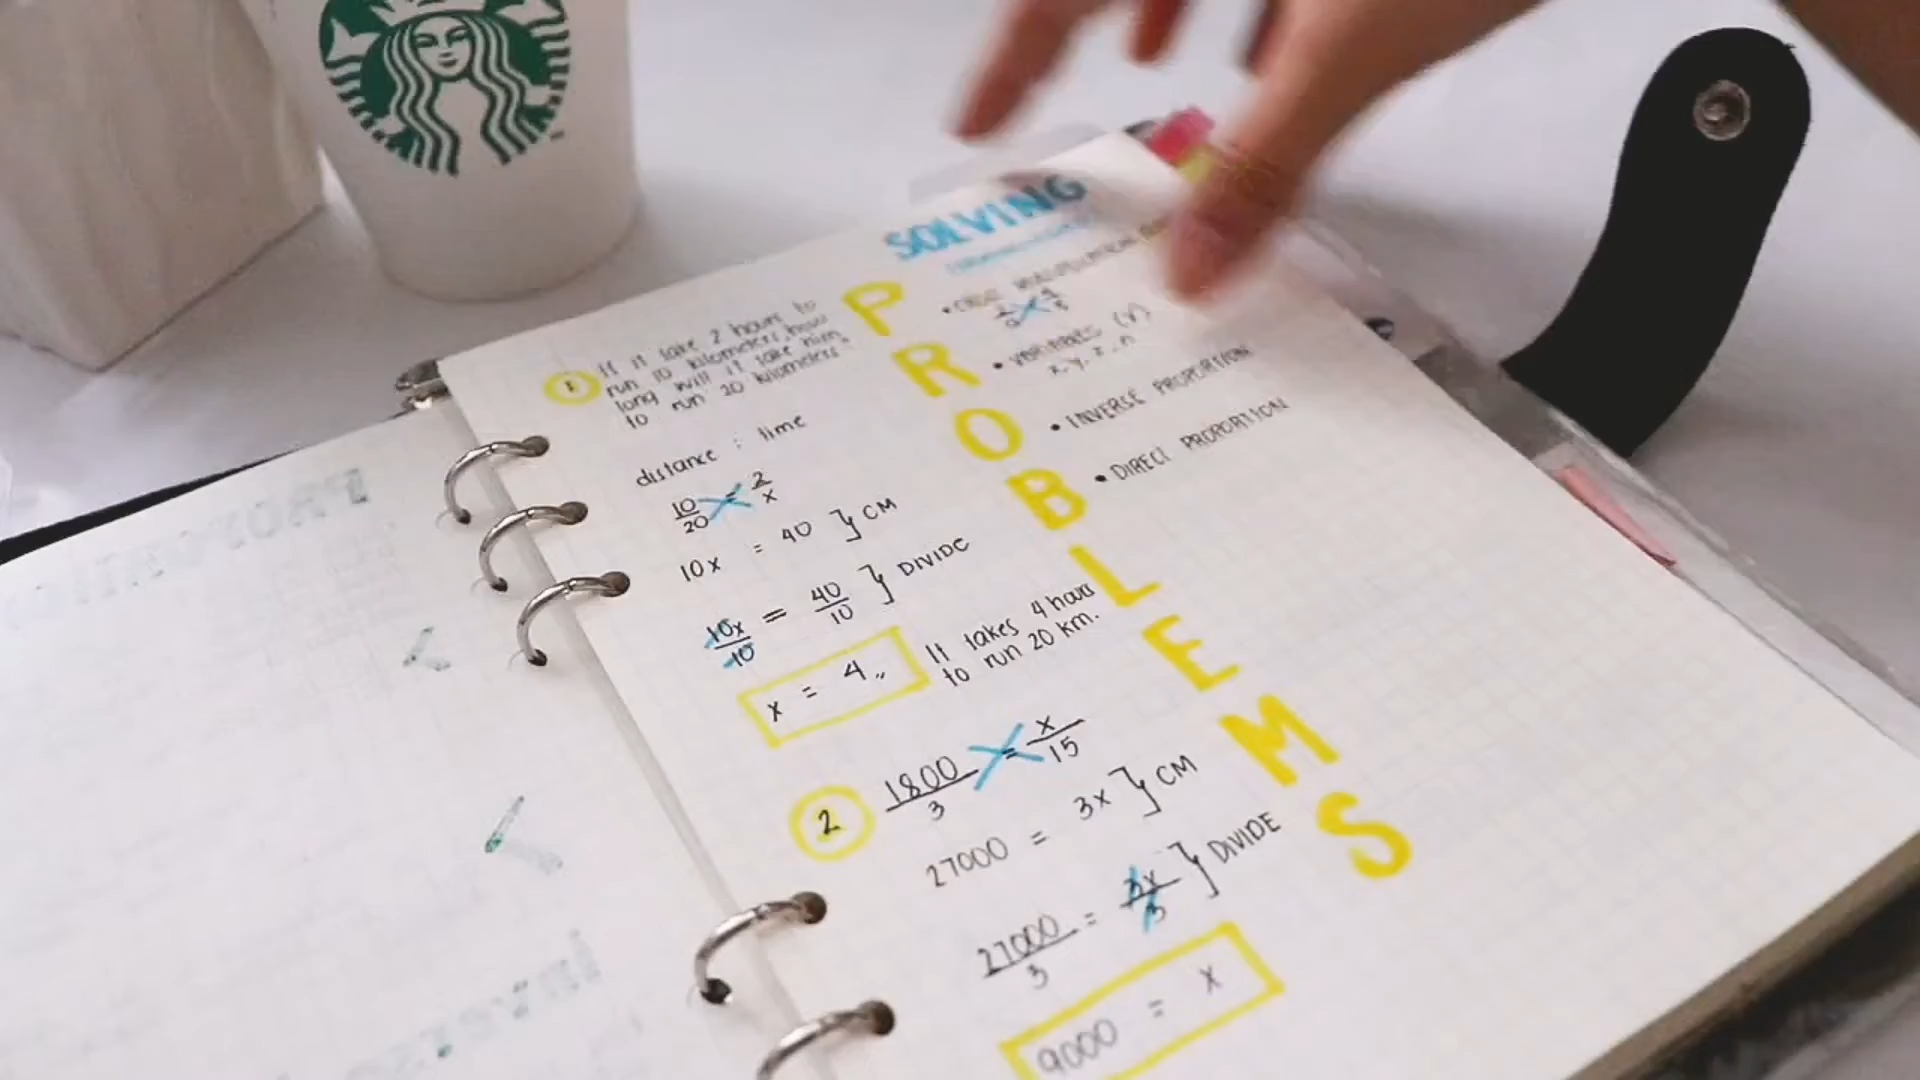 SOLVING
PROBLEMS
1
If it take 2 hours to
run 10 kilometers, how
long will it take him
to run 20 kilometers
distance : time
10/20 = 2/x
10x = 40 } CM
10x/10 = 40/10 } DIVIDE
x = 4,,
It takes 4 hours
to run 20 km.
2
1800/3 = x/15
27000 = 3x } CM
27000/3 = 3x/3 } DIVIDE
9000 = x
• VARIABLES (V)
x, y, z, n
• INVERSE PROPORTION
• DIRECT PROPORTION